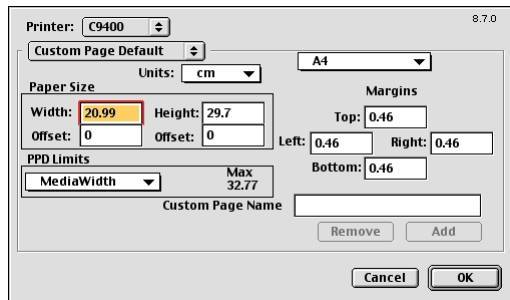 Printer: C9400 8.7.0
Custom Page Default
Units: cm
A4
Paper Size
Width: 20.99 Height: 29.7
Offset: 0 Offset: 0
Margins
Top: 0.46
Left: 0.46 Right: 0.46
Bottom: 0.46
PPD Limits
MediaWidth Max
32.77
Custom Page Name
Remove Add
Cancel OK